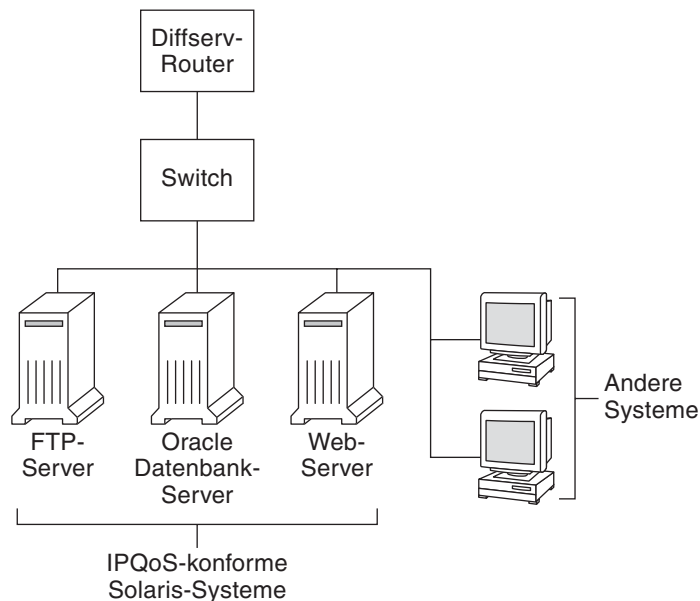 Diffserv-
Router
Switch
FTP-
Server
Oracle
Datenbank-
Server
Web-
Server
Andere
Systeme
IPQoS-konforme
Solaris-Systeme